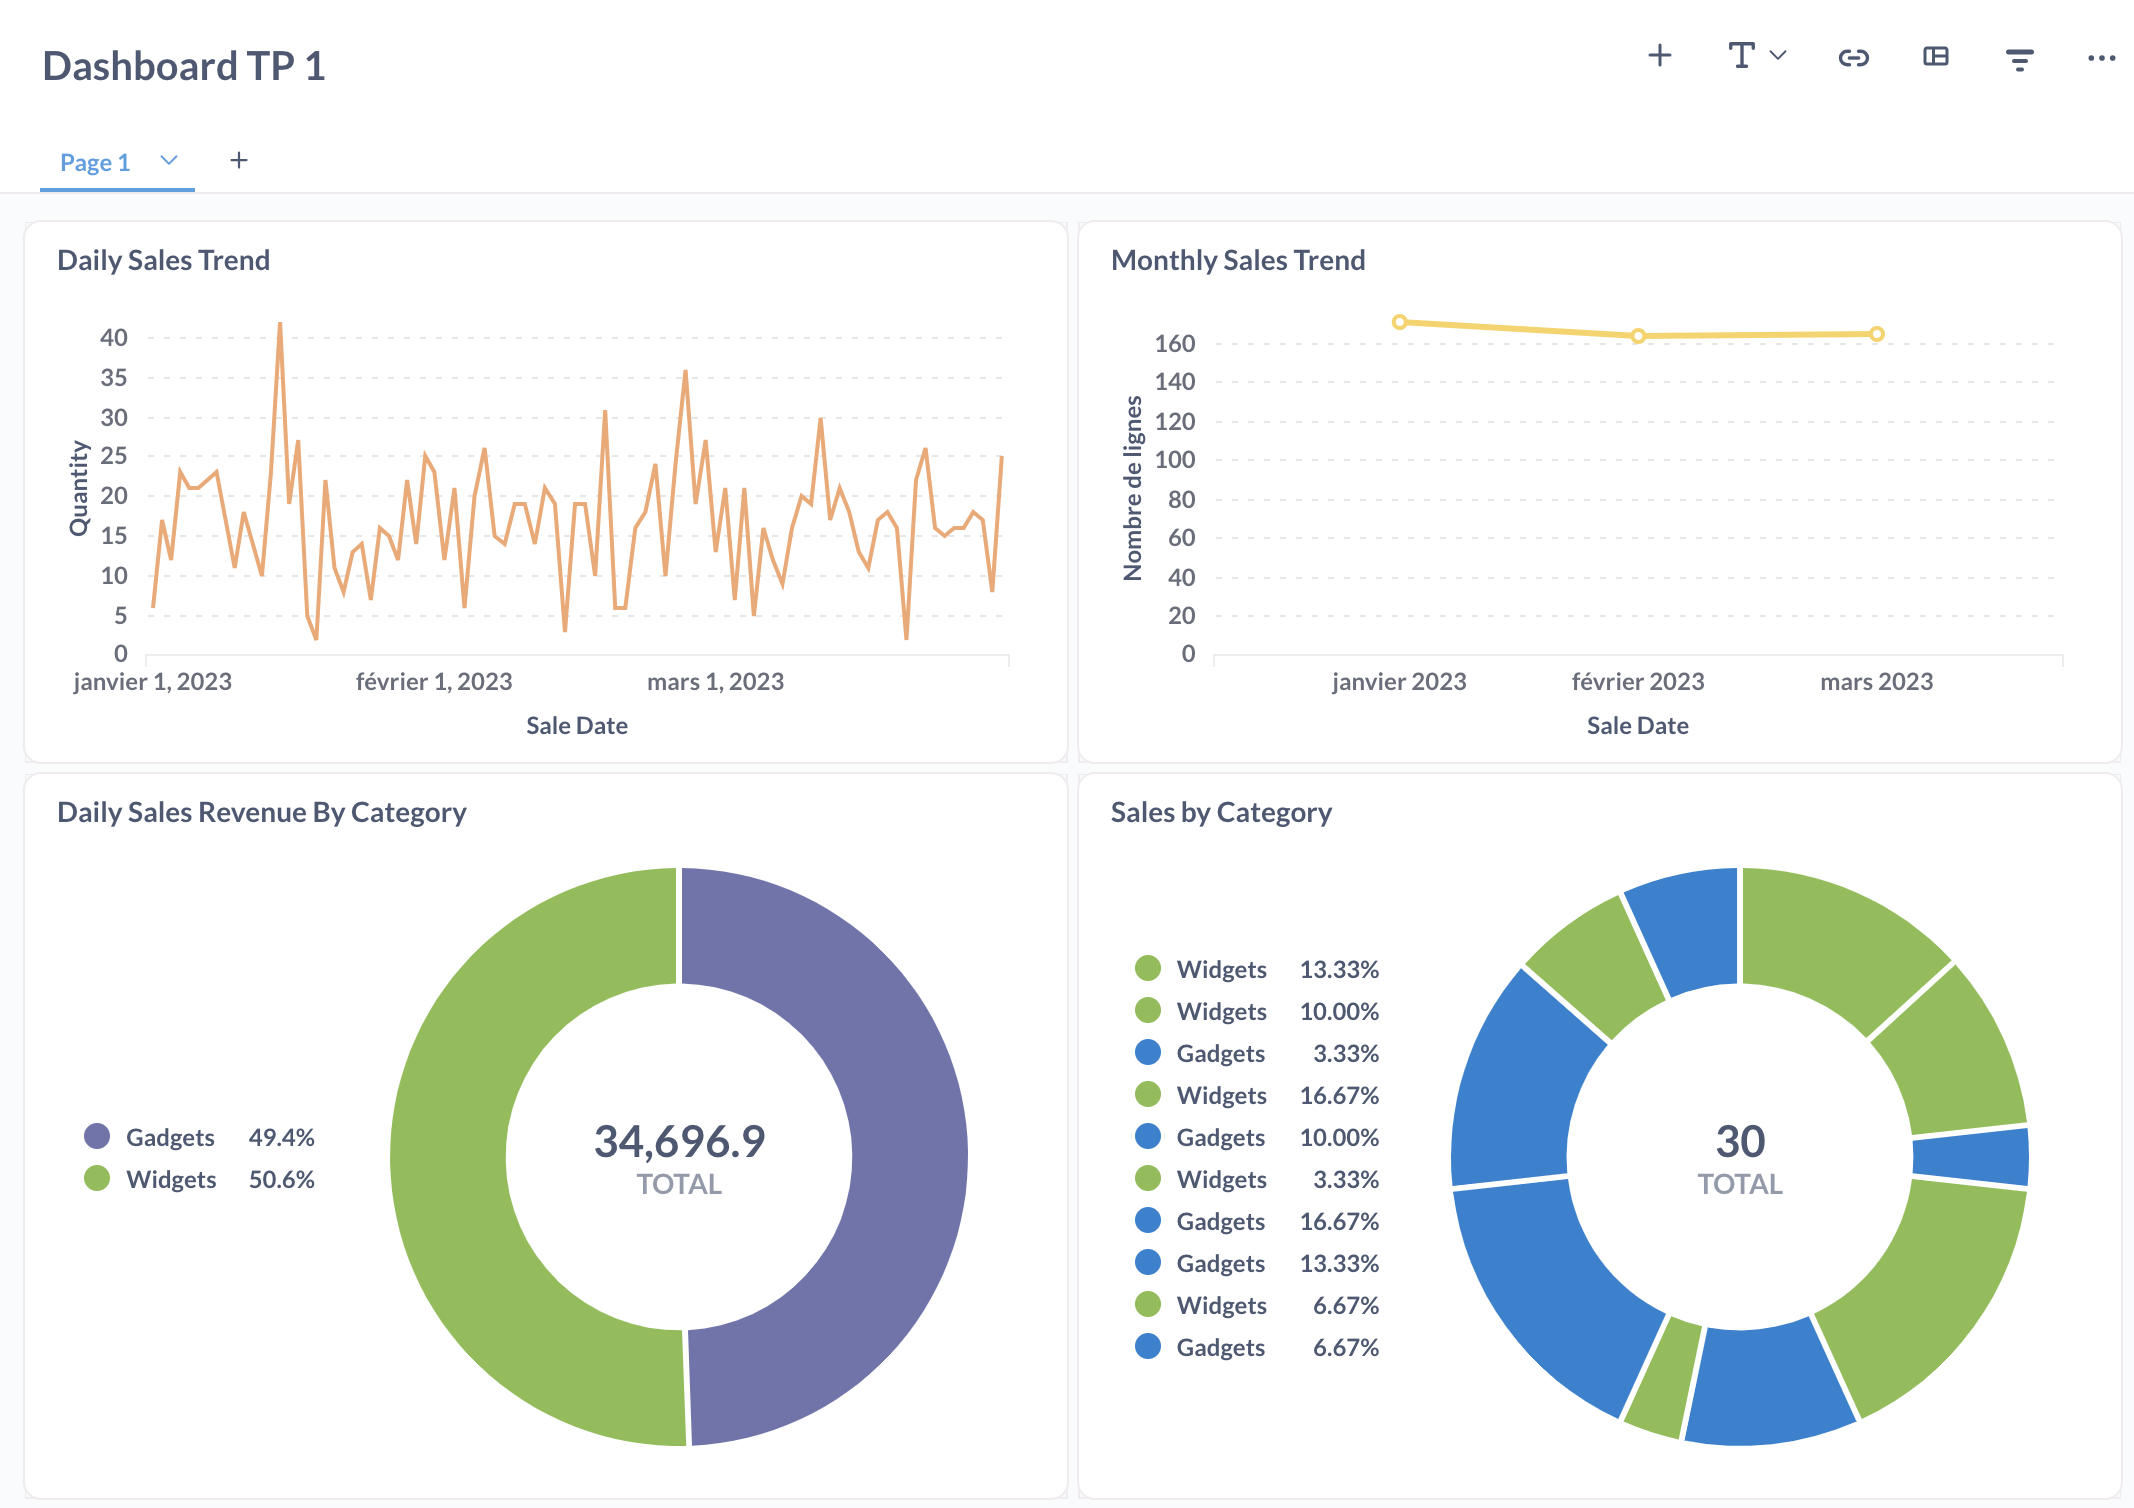 Dashboard TP 1
Page 1
Daily Sales Trend
Quantity
40
35
30
25
20
15
10
5
0
janvier 1, 2023 février 1, 2023 mars 1, 2023
Sale Date
Monthly Sales Trend
Nombre de lignes
160
140
120
100
80
60
40
20
0
janvier 2023 février 2023 mars 2023
Sale Date
Daily Sales Revenue By Category
Gadgets 49.4%
Widgets 50.6%
34,696.9
TOTAL
Sales by Category
Widgets 13.33%
Widgets 10.00%
Gadgets 3.33%
Widgets 16.67%
Gadgets 10.00%
Widgets 3.33%
Gadgets 16.67%
Gadgets 13.33%
Widgets 6.67%
Gadgets 6.67%
30
TOTAL